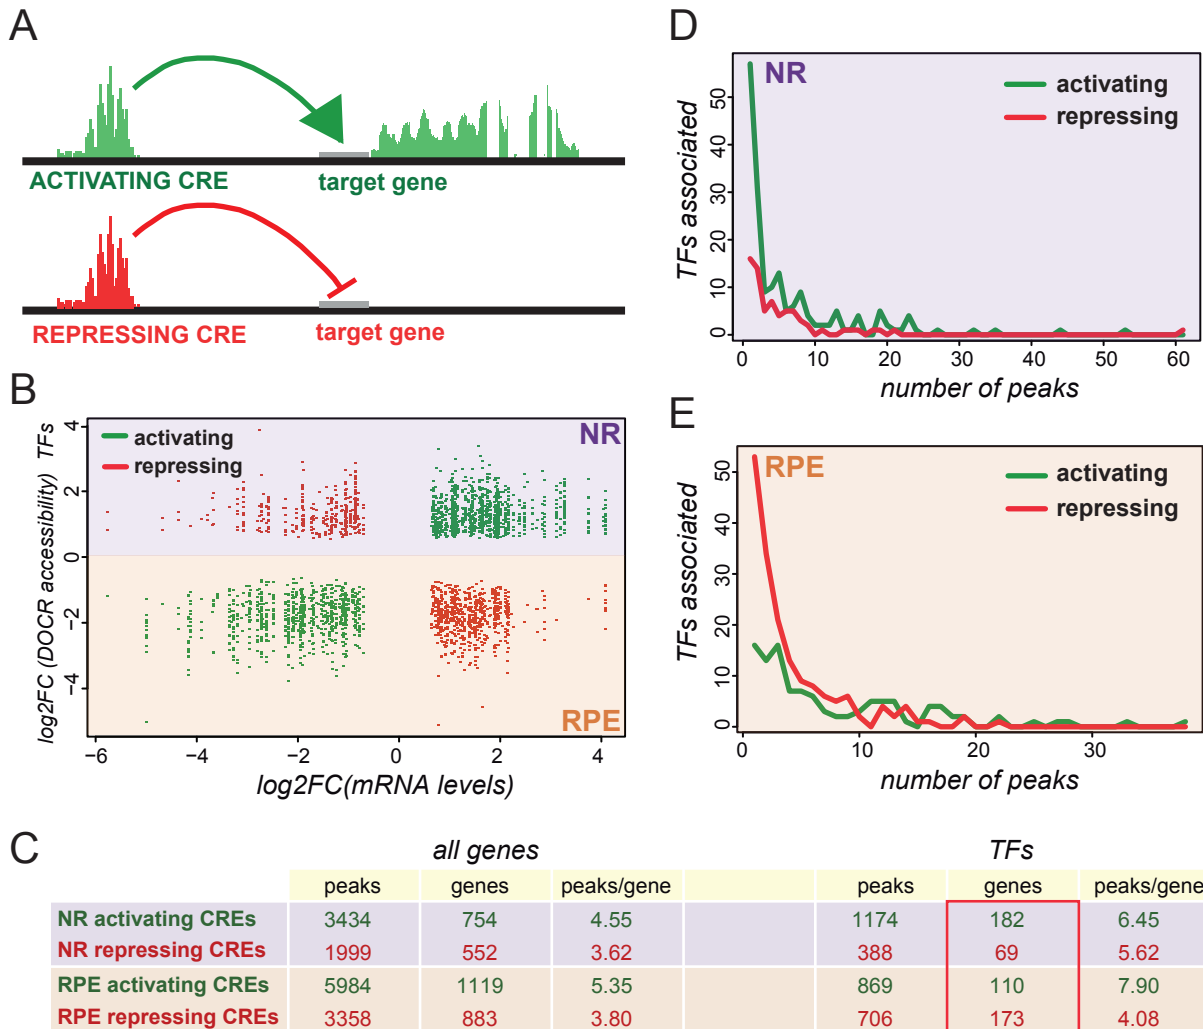 A
ACTIVATING CRE
target gene
REPRESSING CRE
target gene
B
log2FC (DOCR accessibility) TFs
4
2
0
−2
−4
activating
repressing
NR
RPE
−6
−4
−2
0
2
4
log2FC(mRNA levels)
D
TFs associated
50
40
30
20
10
0
NR
activating
repressing
0
10
20
30
40
50
60
number of peaks
E
TFs associated
50
40
30
20
10
0
RPE
activating
repressing
0
10
20
30
number of peaks
C
all genes TFs
peaks genes peaks/gene peaks genes peaks/gene
NR activating CREs 3434 754 4.55 1174 182 6.45
NR repressing CREs 1999 552 3.62 388 69 5.62
RPE activating CREs 5984 1119 5.35 869 110 7.90
RPE repressing CREs 3358 883 3.80 706 173 4.08